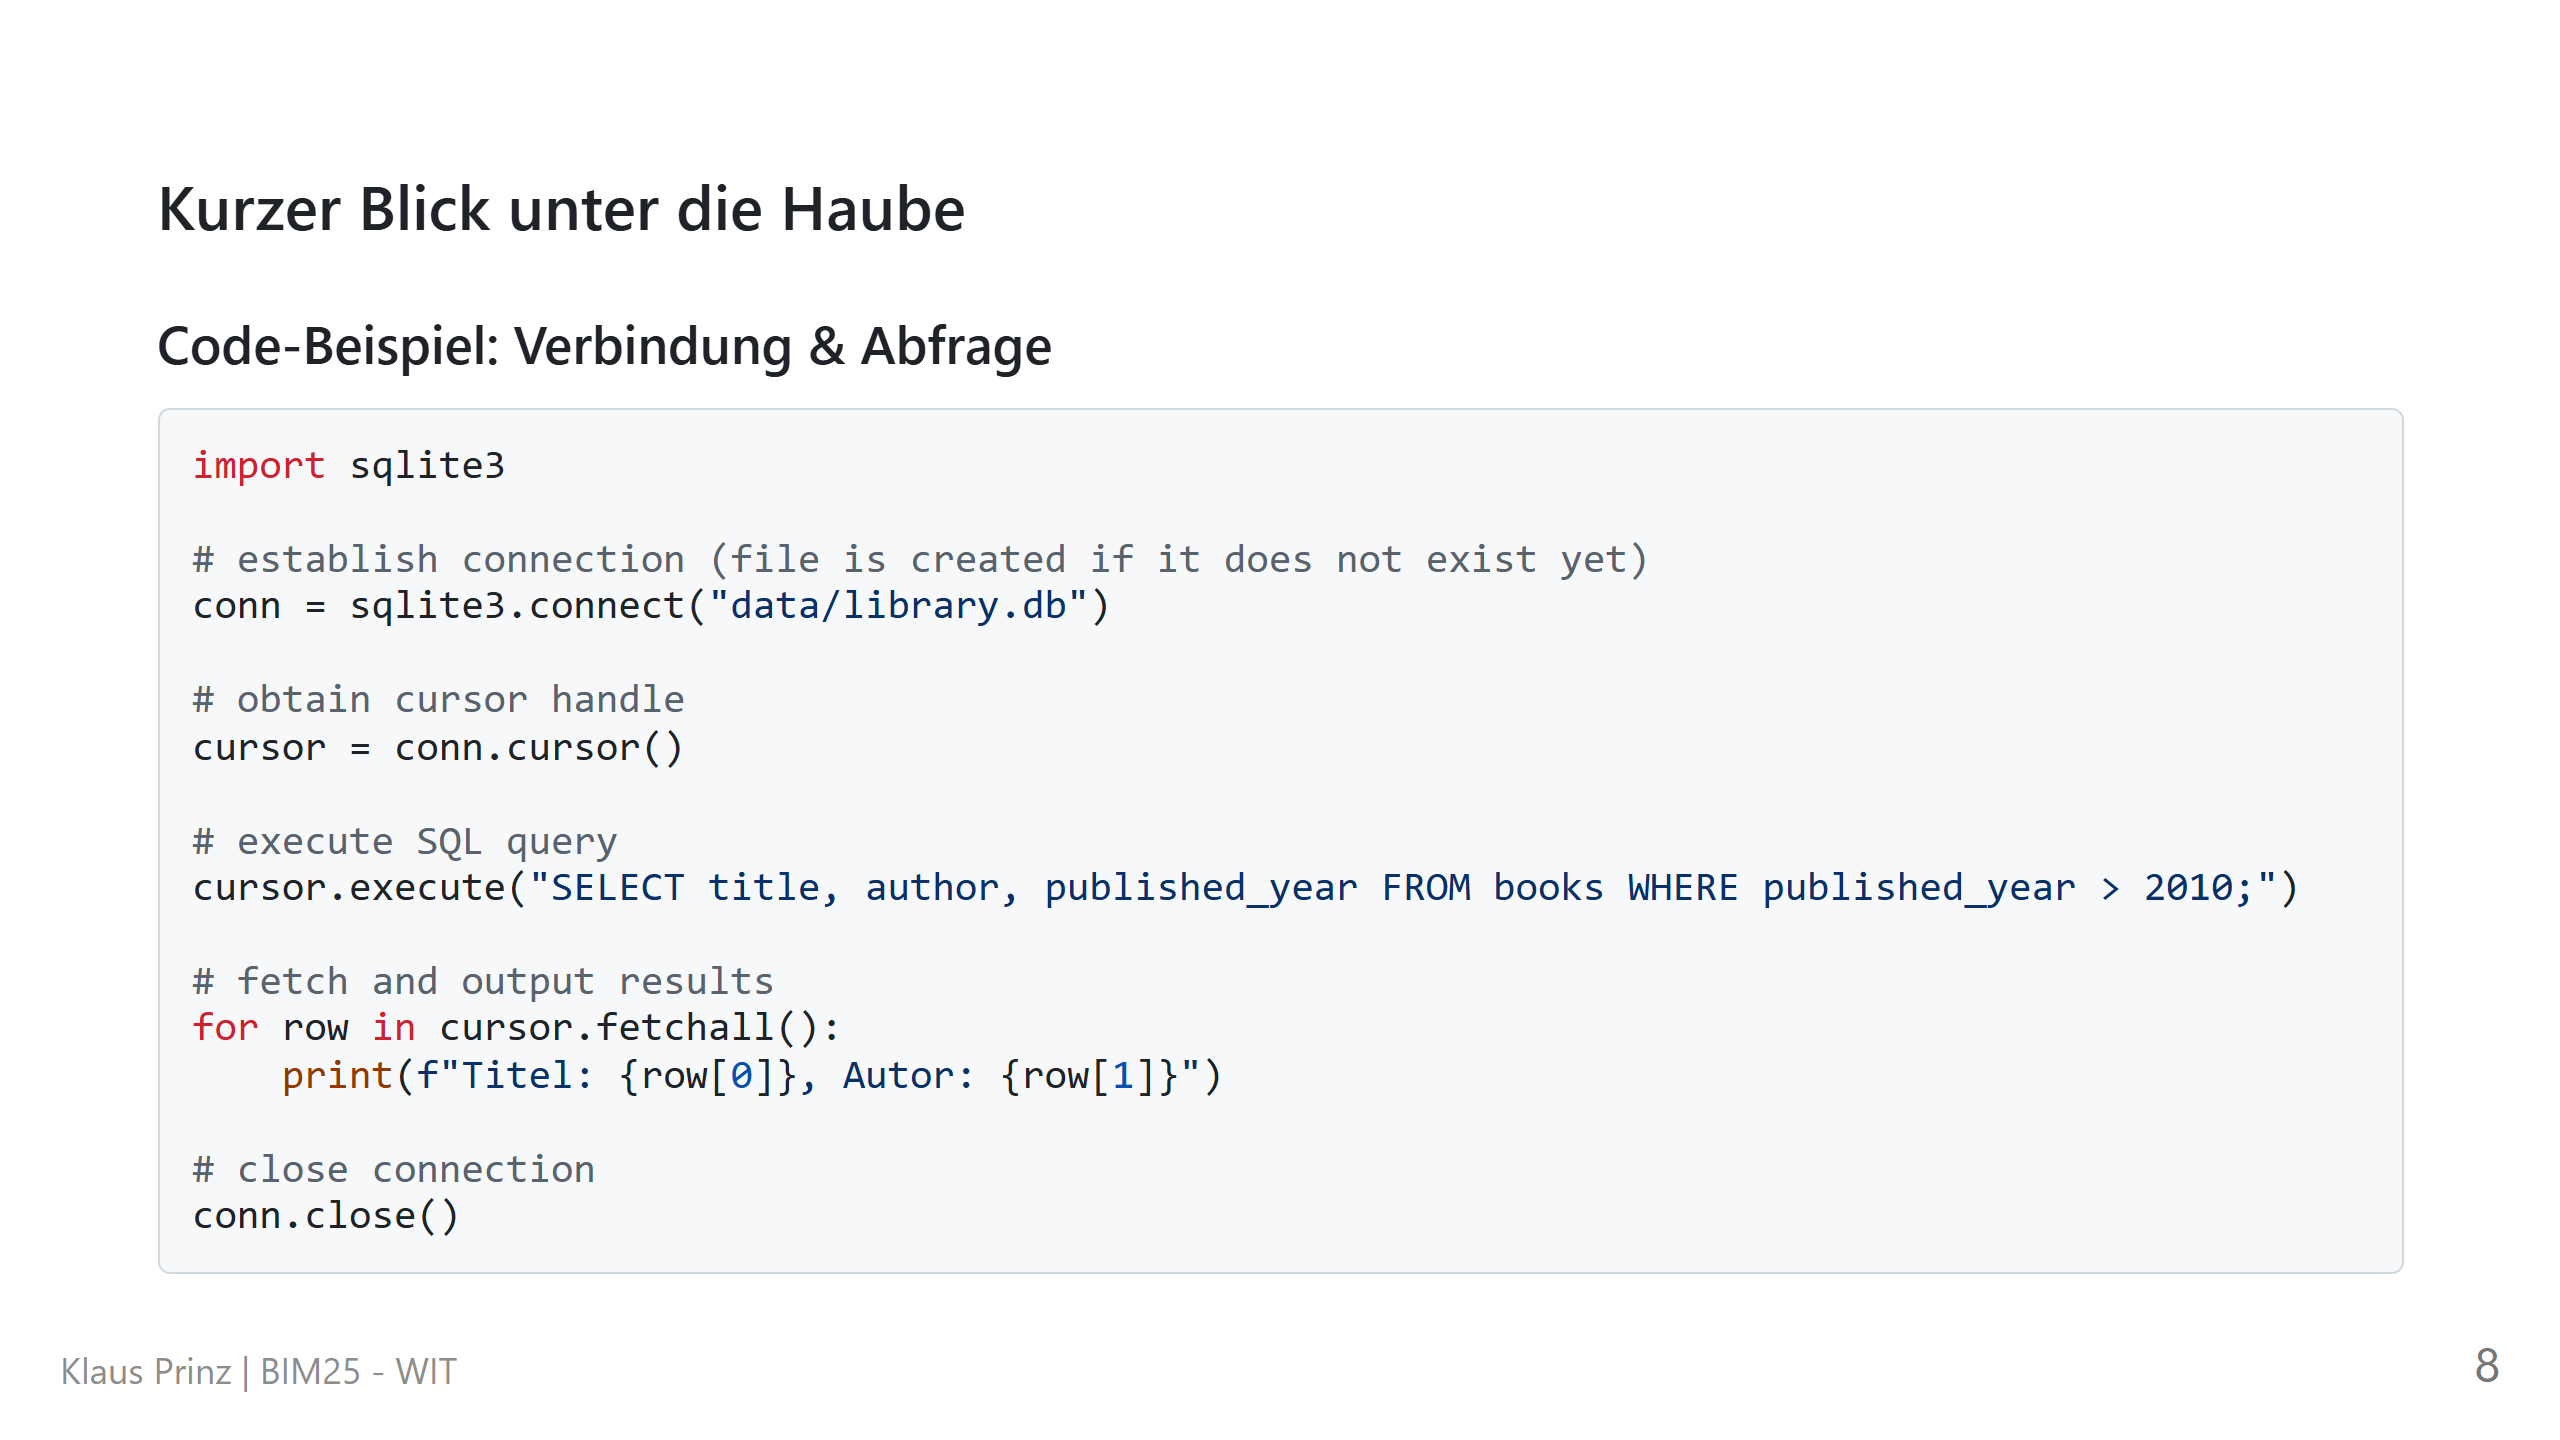 Kurzer Blick unter die Haube
Code-Beispiel: Verbindung & Abfrage
import sqlite3
# establish connection (file is created if it does not exist yet)
conn = sqlite3.connect("data/library.db")
# obtain cursor handle
cursor = conn.cursor()
# execute SQL query
cursor.execute("SELECT title, author, published_year FROM books WHERE published_year > 2010;")
# fetch and output results
for row in cursor.fetchall():
    print(f"Titel: {row[0]}, Autor: {row[1]}")
# close connection
conn.close()
Klaus Prinz | BIM25 - WIT
8